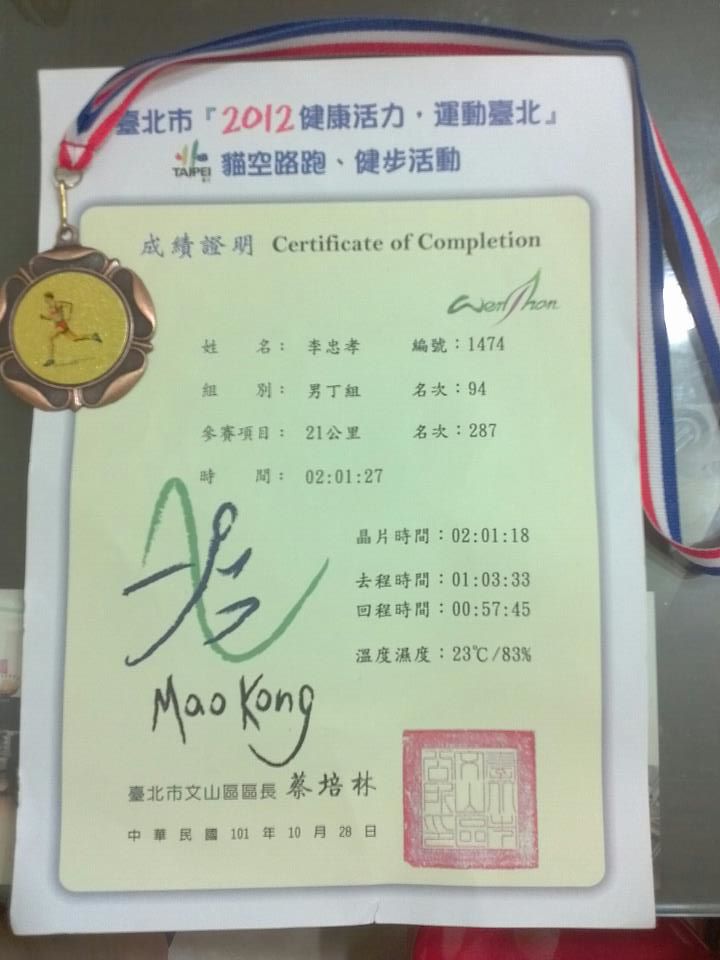 臺北市『2012健康活力，運動臺北』
TAIPEI 貓空路跑、健步活動
成績證明 Certificate of Completion
WenShan
姓 名： 李忠孝 編號：1474
組 別： 男丁組 名次：94
參賽項目： 21公里 名次：287
時 間： 02:01:27
晶片時間：02:01:18
去程時間：01:03:33
回程時間：00:57:45
溫度濕度：23℃/83%
Mao Kong
臺北市文山區區長 蔡培林
中華民國 101 年 10 月 28 日